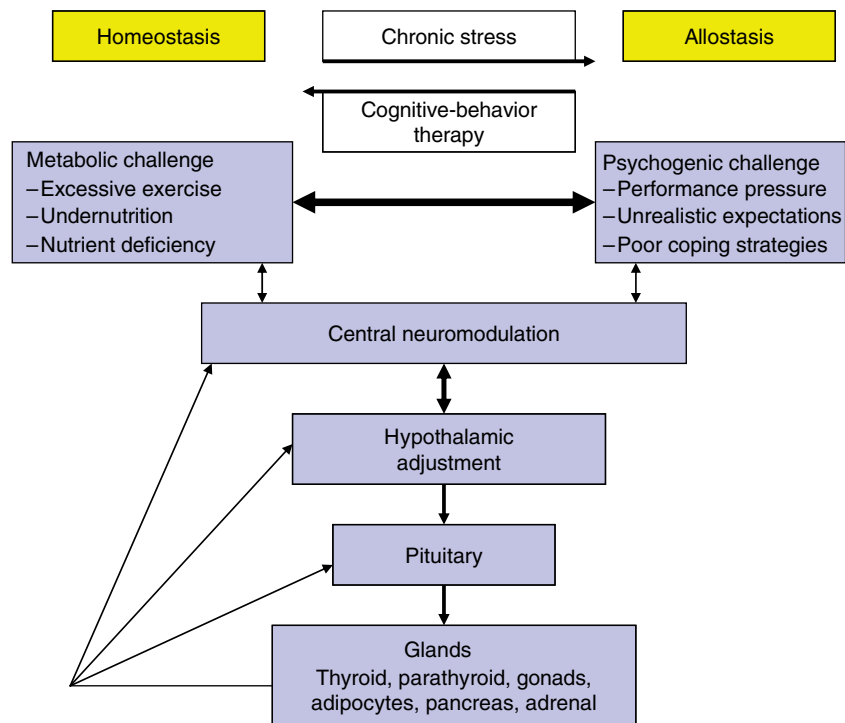 Homeostasis
Chronic stress
Allostasis
Cognitive-behavior
therapy
Metabolic challenge
–Excessive exercise
–Undernutrition
–Nutrient deficiency
Psychogenic challenge
–Performance pressure
–Unrealistic expectations
–Poor coping strategies
Central neuromodulation
Hypothalamic
adjustment
Pituitary
Glands
Thyroid, parathyroid, gonads,
adipocytes, pancreas, adrenal